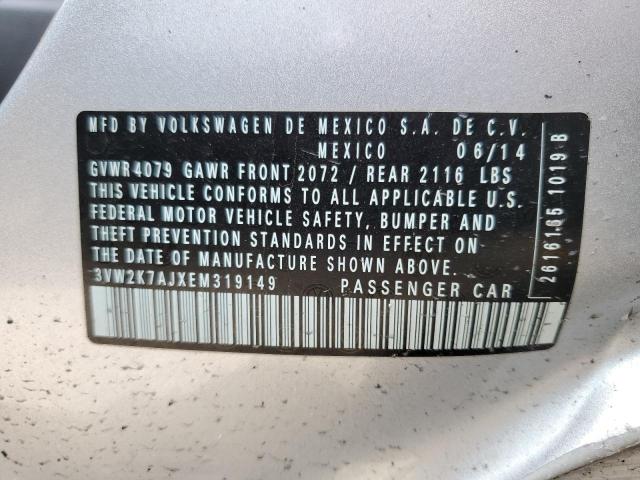 MFD BY VOLKSWAGEN DE MEXICO S.A. DE C.V.
MEXICO 06/14
GVWR4079 GAWR FRONT 2072 / REAR 2116 LBS
THIS VEHICLE CONFORMS TO ALL APPLICABLE U.S.
FEDERAL MOTOR VEHICLE SAFETY, BUMPER AND
THEFT PREVENTION STANDARDS IN EFFECT ON
THE DATE OF MANUFACTURE SHOWN ABOVE.
3VW2K7AJXEM319149 PASSENGER CAR
2616165 1019 B